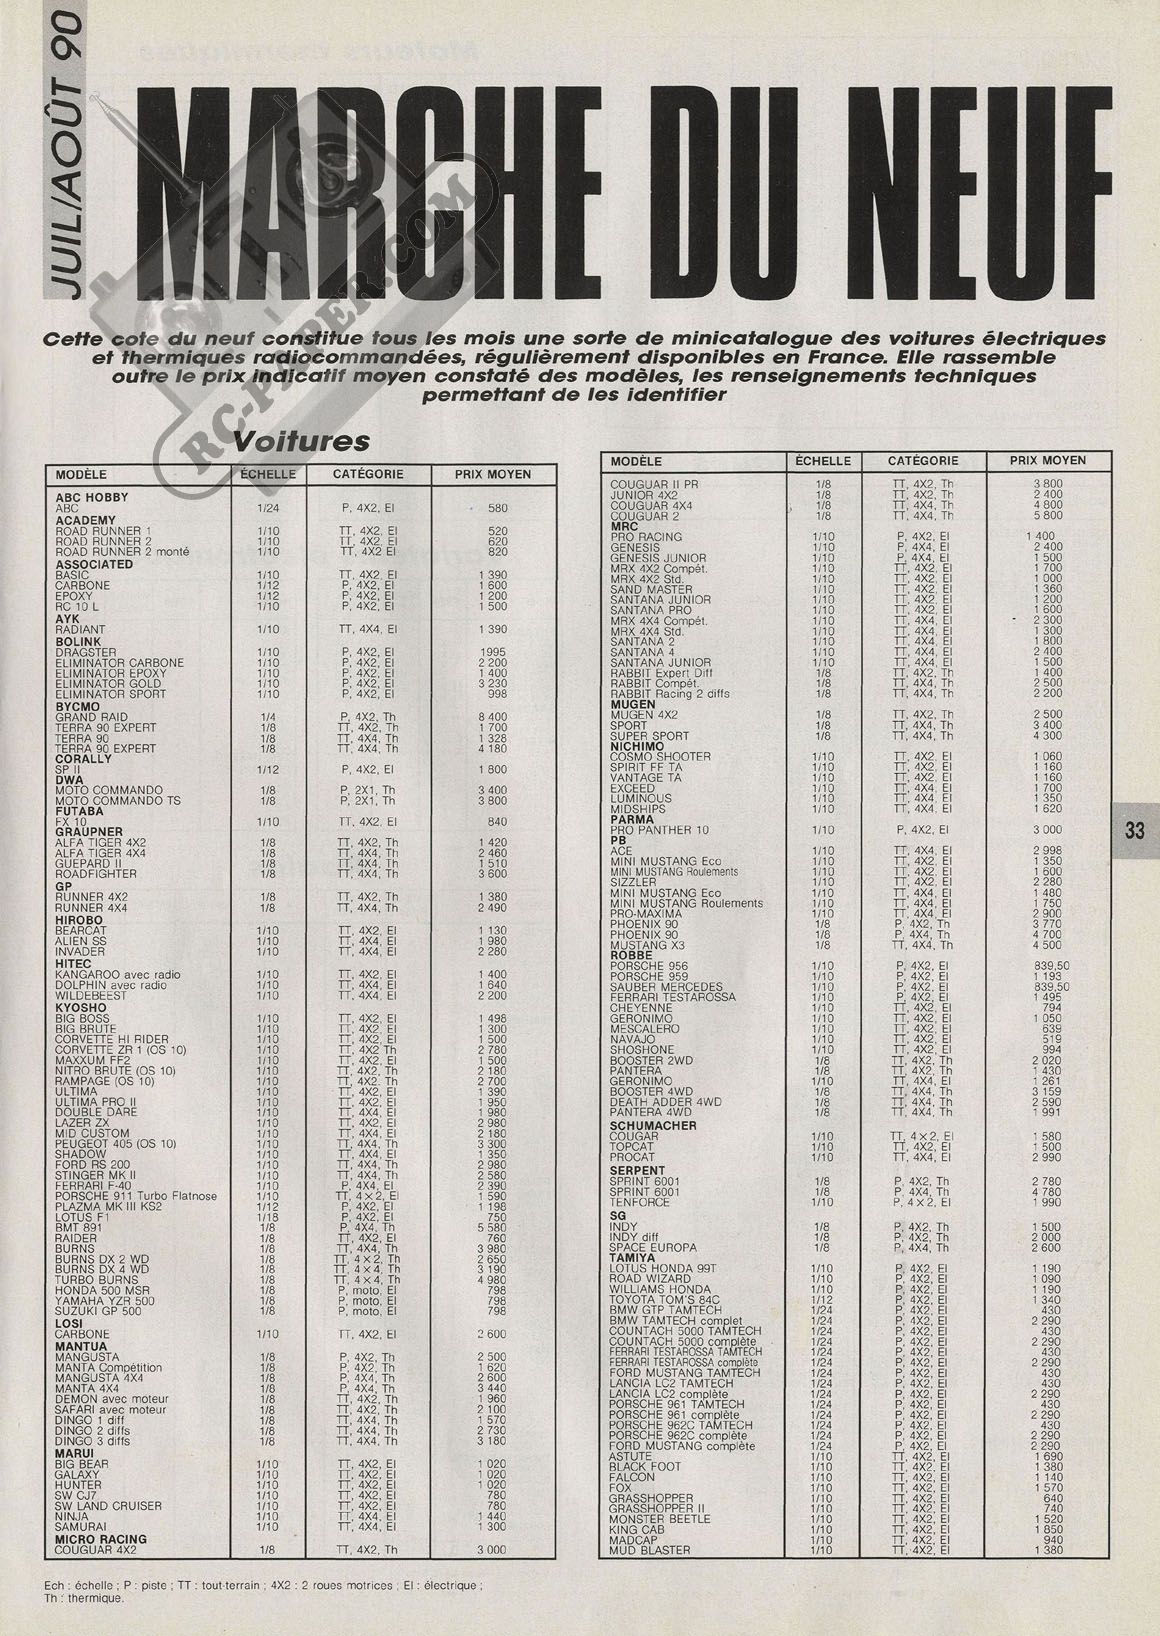 JUIL/AOÛT 90
MARCHE DU NEUF
RC-PAPER.COM
Cette cote du neuf constitue tous les mois une sorte de minicatalogue des voitures électriques
et thermiques radiocommandées, régulièrement disponibles en France. Elle rassemble
outre le prix indicatif moyen constaté des modèles, les renseignements techniques
permettant de les identifier
Voitures
MODÈLE ÉCHELLE CATÉGORIE PRIX MOYEN
ABC HOBBY
ABC 1/24 P, 4X2, El 580
ACADEMY
ROAD RUNNER 1 1/10 TT, 4X2, El 520
ROAD RUNNER 2 1/10 TT, 4X2, El 620
ROAD RUNNER 2 monté 1/10 TT, 4X2 El 820
ASSOCIATED
BASIC 1/10 TT, 4X2, El 1 390
CARBONE 1/12 P, 4X2, El 1 600
EPOXY 1/12 P, 4X2, El 1 200
RC 10 L 1/10 P, 4X2, El 1 500
AYK
RADIANT 1/10 TT, 4X4, El 1 390
BOLINK
DRAGSTER 1/10 P, 4X2, El 1995
ELIMINATOR CARBONE 1/10 P, 4X2, El 2 200
ELIMINATOR EPOXY 1/10 P, 4X2, El 1 400
ELIMINATOR GOLD 1/10 P, 4X2, El 3 230
ELIMINATOR SPORT 1/10 P, 4X2, El 998
BYCMO
GRAND RAID 1/4 P, 4X2, Th 8 400
TERRA 90 EXPERT 1/8 TT, 4X2, Th 1 700
TERRA 90 1/8 TT, 4X4, Th 1 328
TERRA 90 EXPERT 1/8 TT, 4X4, Th 4 180
CORALLY
SP II 1/12 P, 4X2, El 1 800
DWA
MOTO COMMANDO 1/8 P, 2X1, Th 3 400
MOTO COMMANDO TS 1/8 P, 2X1, Th 3 800
FUTABA
FX 10 1/10 TT, 4X2, El 840
GRAUPNER
ALFA TIGER 4X2 1/8 TT, 4X2, Th 1 420
ALFA TIGER 4X4 1/8 TT, 4X4, Th 2 460
GUEPARD II 1/8 TT, 4X4, Th 1 510
ROADFIGHTER 1/8 TT, 4X4, Th 3 600
GP
RUNNER 4X2 1/8 TT, 4X2, Th 1 380
RUNNER 4X4 1/8 TT, 4X4, Th 2 490
HIROBO
BEARCAT 1/10 TT, 4X2, El 1 130
ALIEN SS 1/10 TT, 4X4, El 1 980
INVADER 1/10 TT, 4X4, El 2 280
HITEC
KANGAROO avec radio 1/10 TT, 4X2, El 1 400
DOLPHIN avec radio 1/10 TT, 4X2, El 1 640
WILDEBEEST 1/10 TT, 4X4, El 2 200
KYOSHO
BIG BOSS 1/10 TT, 4X2, El 1 498
BIG BRUTE 1/10 TT, 4X2, El 1 300
CORVETTE HI RIDER 1/10 TT, 4X2, El 1 500
CORVETTE ZR 1 (OS 10) 1/10 TT, 4X2 Th 2 780
MAXXUM FF2 1/10 TT, 4X2, El 1 500
NITRO BRUTE (OS 10) 1/10 TT, 4X2, Th 2 180
RAMPAGE (OS 10) 1/10 TT, 4X2, Th 2 700
ULTIMA 1/10 TT, 4X2, El 1 390
ULTIMA PRO II 1/10 TT, 4X2, El 1 950
DOUBLE DARE 1/10 TT, 4X4, El 1 980
LAZER ZX 1/10 TT, 4X4, El 2 980
MID CUSTOM 1/10 TT, 4X4, El 2 180
PEUGEOT 405 (OS 10) 1/10 TT, 4X4, Th 3 300
SHADOW 1/10 TT, 4X4, El 1 350
FORD RS 200 1/10 TT, 4X4, Th 2 980
STINGER MK II 1/10 TT, 4X4, Th 2 580
FERRARI F-40 1/10 P, 4X4, El 2 390
PORSCHE 911 Turbo Flatnose 1/10 TT, 4×2, El 1 590
PLAZMA MK III KS2 1/12 P, 4X2, El 1 198
LOTUS F1 1/18 P, 4X2, El 750
BMT 891 1/8 P, 4X4, Th 5 580
RAIDER 1/8 TT, 4X2, El 760
BURNS 1/8 TT, 4X4, Th 3 980
BURNS DX 2 WD 1/8 TT, 4×2, Th 2 650
BURNS DX 4 WD 1/8 TT, 4×4, Th 3 190
TURBO BURNS 1/8 TT, 4×4, Th 4 980
HONDA 500 MSR 1/8 P, moto, El 798
YAMAHA YZR 500 1/8 P, moto, El 798
SUZUKI GP 500 1/8 P, moto, El 798
LOSI
CARBONE 1/10 TT, 4X2, El 2 600
MANTUA
MANGUSTA 1/8 P, 4X2, Th 2 500
MANTA Compétition 1/8 P, 4X2, Th 1 620
MANGUSTA 4X4 1/8 P, 4X4, Th 2 600
MANTA 4X4 1/8 P, 4X4, Th 3 440
DEMON avec moteur 1/8 TT, 4X2, Th 1 960
SAFARI avec moteur 1/8 TT, 4X2, Th 2 100
DINGO 1 diff 1/8 TT, 4X4, Th 1 570
DINGO 2 diffs 1/8 TT, 4X4, Th 2 730
DINGO 3 diffs 1/8 TT, 4X4, Th 3 180
MARUI
BIG BEAR 1/10 TT, 4X2, El 1 020
GALAXY 1/10 TT, 4X2, El 1 020
HUNTER 1/10 TT, 4X2, El 1 020
SW CJ7 1/10 TT, 4X2, El 780
SW LAND CRUISER 1/10 TT, 4X2, El 780
NINJA 1/10 TT, 4X4, El 1 440
SAMURAI 1/10 TT, 4X4, El 1 300
MICRO RACING
COUGUAR 4X2 1/8 TT, 4X2, Th 3 000
MODÈLE ÉCHELLE CATÉGORIE PRIX MOYEN
COUGUAR II PR 1/8 TT, 4X2, Th 3 800
JUNIOR 4X2 1/8 TT, 4X2, Th 2 400
COUGUAR 4X4 1/8 TT, 4X4, Th 4 800
COUGUAR 2 1/8 TT, 4X4, Th 5 800
MRC
PRO RACING 1/10 P, 4X2, El 1 400
GENESIS 1/10 P, 4X4, El 2 400
GENESIS JUNIOR 1/10 P, 4X4, El 1 500
MRX 4X2 Compét. 1/10 TT, 4X2, El 1 700
MRX 4X2 Std. 1/10 TT, 4X2, El 1 000
SAND MASTER 1/10 TT, 4X2, El 1 360
SANTANA JUNIOR 1/10 TT, 4X2, El 1 200
SANTANA PRO 1/10 TT, 4X2, El 1 600
MRX 4X4 Compét. 1/10 TT, 4X4, El 2 300
MRX 4X4 Std. 1/10 TT, 4X4, El 1 300
SANTANA 2 1/10 TT, 4X4, El 1 800
SANTANA 4 1/10 TT, 4X4, El 2 400
SANTANA JUNIOR 1/10 TT, 4X4, El 1 500
RABBIT Expert Diff 1/8 TT, 4X2, Th 1 400
RABBIT Compét. 1/8 TT, 4X4, Th 2 500
RABBIT Racing 2 diffs 1/8 TT, 4X4, Th 2 200
MUGEN
MUGEN 4X2 1/8 TT, 4X2, Th 2 500
SPORT 1/8 TT, 4X4, Th 3 400
SUPER SPORT 1/8 TT, 4X4, Th 4 300
NICHIMO
COSMO SHOOTER 1/10 TT, 4X2, El 1 060
SPIRIT FF TA 1/10 TT, 4X2, El 1 160
VANTAGE TA 1/10 TT, 4X2, El 1 160
EXCEED 1/10 TT, 4X4, El 1 700
LUMINOUS 1/10 TT, 4X4, El 1 350
MIDSHIPS 1/10 TT, 4X4, El 1 620
PARMA
PRO PANTHER 10 1/10 P, 4X2, El 3 000
PB
ACE 1/10 TT, 4X4, El 2 998
MINI MUSTANG Eco 1/10 TT, 4X2, El 1 350
MINI MUSTANG Roulements 1/10 TT, 4X2, El 1 600
SIZZLER 1/10 TT, 4X2, El 2 280
MINI MUSTANG Eco 1/10 TT, 4X4, El 1 480
MINI MUSTANG Roulements 1/10 TT, 4X4, El 1 750
PRO-MAXIMA 1/10 TT, 4X4, El 2 900
PHOENIX 90 1/8 P, 4X2, Th 3 770
PHOENIX 90 1/8 P, 4X4, Th 4 700
MUSTANG X3 1/8 TT, 4X4, Th 4 500
ROBBE
PORSCHE 956 1/10 P, 4X2, El 839,50
PORSCHE 959 1/10 P, 4X2, El 1 193
SAUBER MERCEDES 1/10 P, 4X2, El 839,50
FERRARI TESTAROSSA 1/10 P, 4X2, El 1 495
CHEYENNE 1/10 TT, 4X2, El 794
GERONIMO 1/10 TT, 4X2, El 1 050
MESCALERO 1/10 TT, 4X2, El 639
NAVAJO 1/10 TT, 4X2, El 519
SHOSHONE 1/10 TT, 4X2, El 994
BOOSTER 2WD 1/8 TT, 4X2, Th 2 020
PANTERA 1/8 TT, 4X2, Th 1 430
GERONIMO 1/10 TT, 4X4, El 1 261
BOOSTER 4WD 1/8 TT, 4X4, Th 3 159
DEATH ADDER 4WD 1/8 TT, 4X4, Th 2 590
PANTERA 4WD 1/8 TT, 4X4, Th 1 991
SCHUMACHER
COUGAR 1/10 TT, 4×2, El 1 580
TOPCAT 1/10 TT, 4X2, El 1 500
PROCAT 1/10 TT, 4X4, El 2 990
SERPENT
SPRINT 6001 1/8 P, 4X2, Th 2 780
SPRINT 6001 1/8 P, 4X4, Th 4 780
TENFORCE 1/10 P, 4×2, El 1 990
SG
INDY 1/8 P, 4X2, Th 1 500
INDY diff 1/8 P, 4X2, Th 2 000
SPACE EUROPA 1/8 P, 4X4, Th 2 600
TAMIYA
LOTUS HONDA 99T 1/10 P, 4X2, El 1 190
ROAD WIZARD 1/10 P, 4X2, El 1 090
WILLIAMS HONDA 1/10 P, 4X2, El 1 190
TOYOTA TOM'S 84C 1/12 P, 4X2, El 1 340
BMW GTP TAMTECH 1/24 P, 4X2, El 430
BMW TAMTECH complet 1/24 P, 4X2, El 2 290
COUNTACH 5000 TAMTECH 1/24 P, 4X2, El 430
COUNTACH 5000 complète 1/24 P, 4X2, El 2 290
FERRARI TESTAROSSA TAMTECH 1/24 P, 4X2, El 430
FERRARI TESTAROSSA complète 1/24 P, 4X2, El 2 290
FORD MUSTANG TAMTECH 1/24 P, 4X2, El 430
LANCIA LC2 TAMTECH 1/24 P, 4X2, El 430
LANCIA LC2 complète 1/24 P, 4X2, El 2 290
PORSCHE 961 TAMTECH 1/24 P, 4X2, El 430
PORSCHE 961 complète 1/24 P, 4X2, El 2 290
PORSCHE 962C TAMTECH 1/24 P, 4X2, El 430
PORSCHE 962C complète 1/24 P, 4X2, El 2 290
FORD MUSTANG complète 1/24 P, 4X2, El 2 290
ASTUTE 1/10 TT, 4X2, El 1 690
BLACK FOOT 1/10 TT, 4X2, El 1 380
FALCON 1/10 TT, 4X2, El 1 140
FOX 1/10 TT, 4X2, El 1 570
GRASSHOPPER 1/10 TT, 4X2, El 640
GRASSHOPPER II 1/10 TT, 4X2, El 740
MONSTER BEETLE 1/10 TT, 4X2, El 1 520
KING CAB 1/10 TT, 4X2, El 1 850
MADCAP 1/10 TT, 4X2, El 940
MUD BLASTER 1/10 TT, 4X2, El 1 380
33
Ech : échelle ; P : piste ; TT : tout-terrain ; 4X2 : 2 roues motrices ; El : électrique ;
Th : thermique.